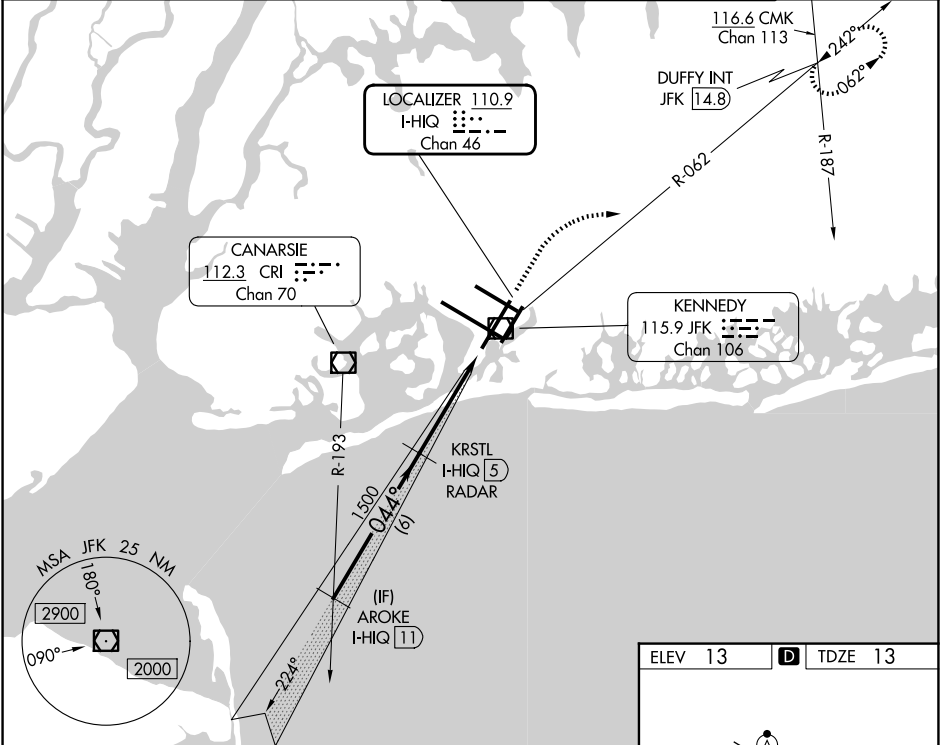 116.6 CMK
Chan 113
242°
062°
DUFFY INT
JFK 14.8
LOCALIZER 110.9
I-HIQ
Chan 46
R-062
R-187
CANARSIE
112.3 CRI
Chan 70
KENNEDY
115.9 JFK
Chan 106
R-193
KRSTL
I-HIQ 5
RADAR
1500
044°
(6)
(IF)
AROKE
I-HIQ 11
224°
MSA JFK 25 NM
180°
2900
090°
2000
ELEV 13 D TDZE 13
A